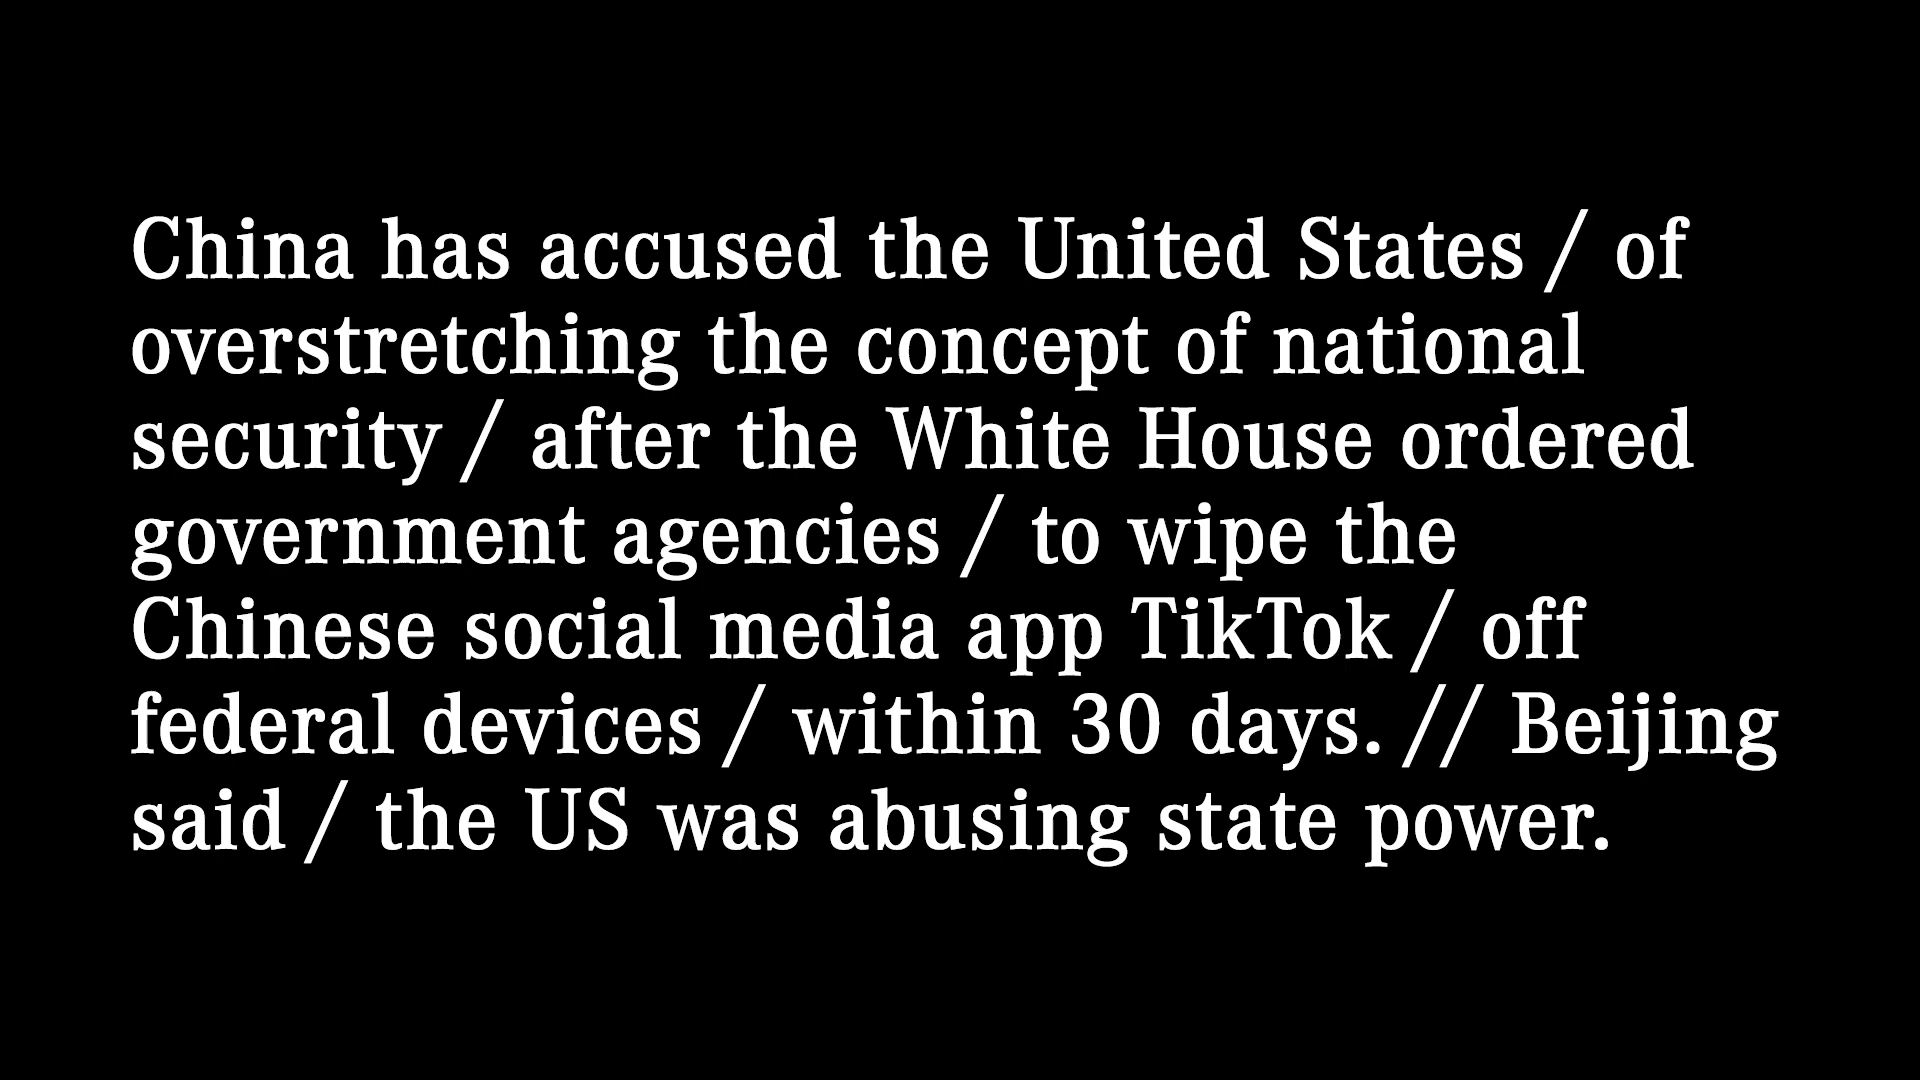 China has accused the United States / of
overstretching the concept of national
security / after the White House ordered
government agencies / to wipe the
Chinese social media app TikTok / off
federal devices / within 30 days. // Beijing
said / the US was abusing state power.